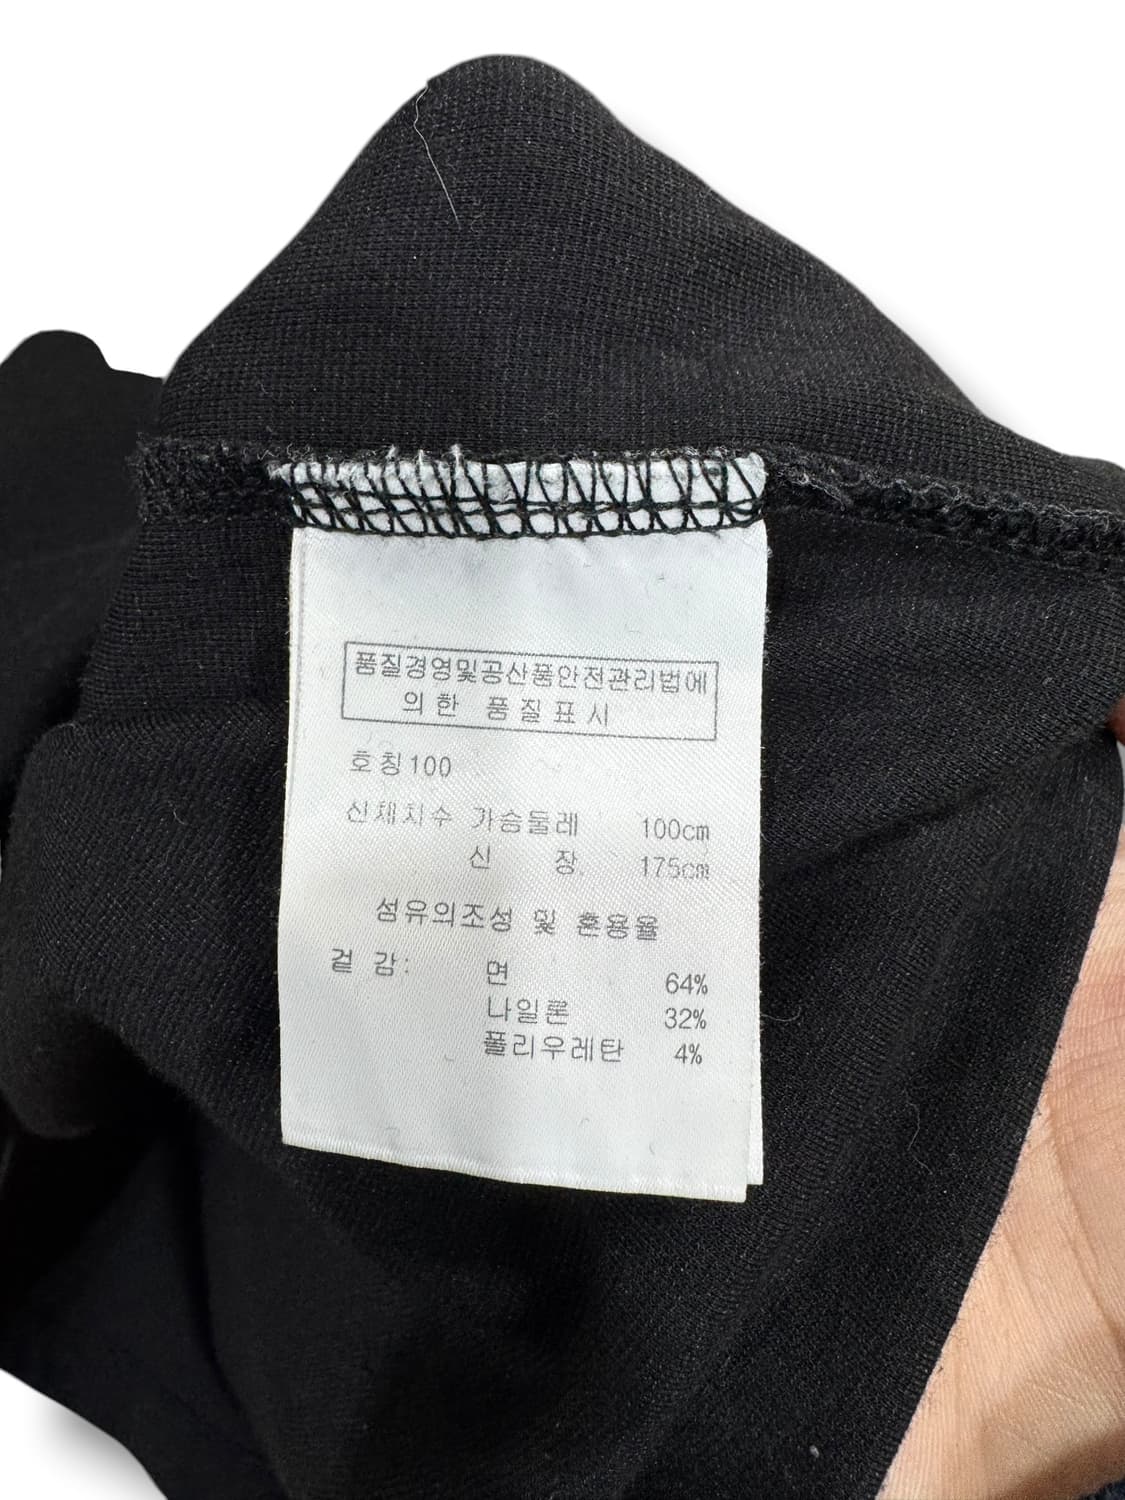 품질경영및공산품안전관리법에
의한 품질표시
호칭100
신체치수 가슴둘레 100cm
신 장. 175cm
섬유의조성 및 혼용율
겉 감: 면 64%
나일론 32%
폴리우레탄 4%